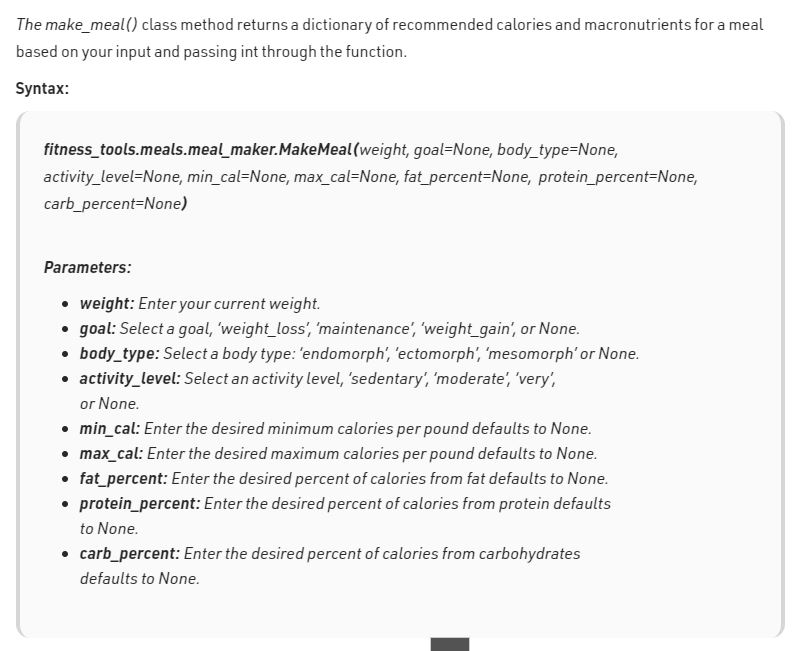 The make_meal() class method returns a dictionary of recommended calories and macronutrients for a meal
based on your input and passing int through the function.
Syntax:
fitness_tools.meals.meal_maker.MakeMeal(weight, goal=None, body_type=None,
activity_level=None, min_cal=None, max_cal=None, fat_percent=None, protein_percent=None,
carb_percent=None)
Parameters:
• weight: Enter your current weight.
• goal: Select a goal, ‘weight_loss’, ‘maintenance’, ‘weight_gain’, or None.
• body_type: Select a body type: ‘endomorph’, ‘ectomorph’, ‘mesomorph’ or None.
• activity_level: Select an activity level, ‘sedentary’, ‘moderate’, ‘very’,
or None.
• min_cal: Enter the desired minimum calories per pound defaults to None.
• max_cal: Enter the desired maximum calories per pound defaults to None.
• fat_percent: Enter the desired percent of calories from fat defaults to None.
• protein_percent: Enter the desired percent of calories from protein defaults
to None.
• carb_percent: Enter the desired percent of calories from carbohydrates
defaults to None.